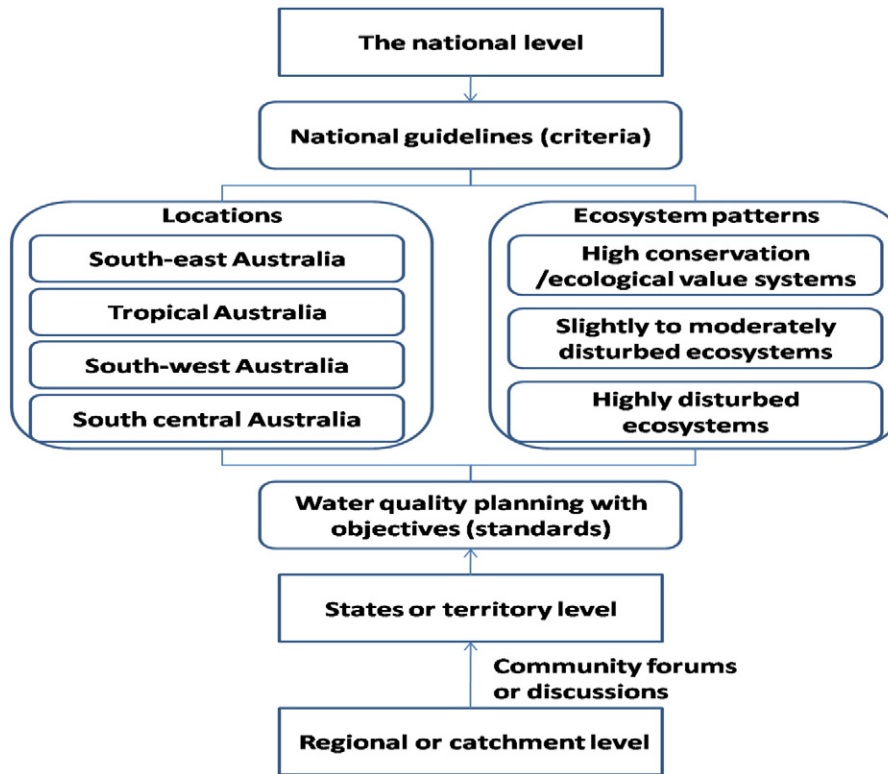 The national level
National guidelines (criteria)
Locations
South-east Australia
Tropical Australia
South-west Australia
South central Australia
Ecosystem patterns
High conservation
/ecological value systems
Slightly to moderately
disturbed ecosystems
Highly disturbed
ecosystems
Water quality planning with
objectives (standards)
States or territory level
Community forums
or discussions
Regional or catchment level